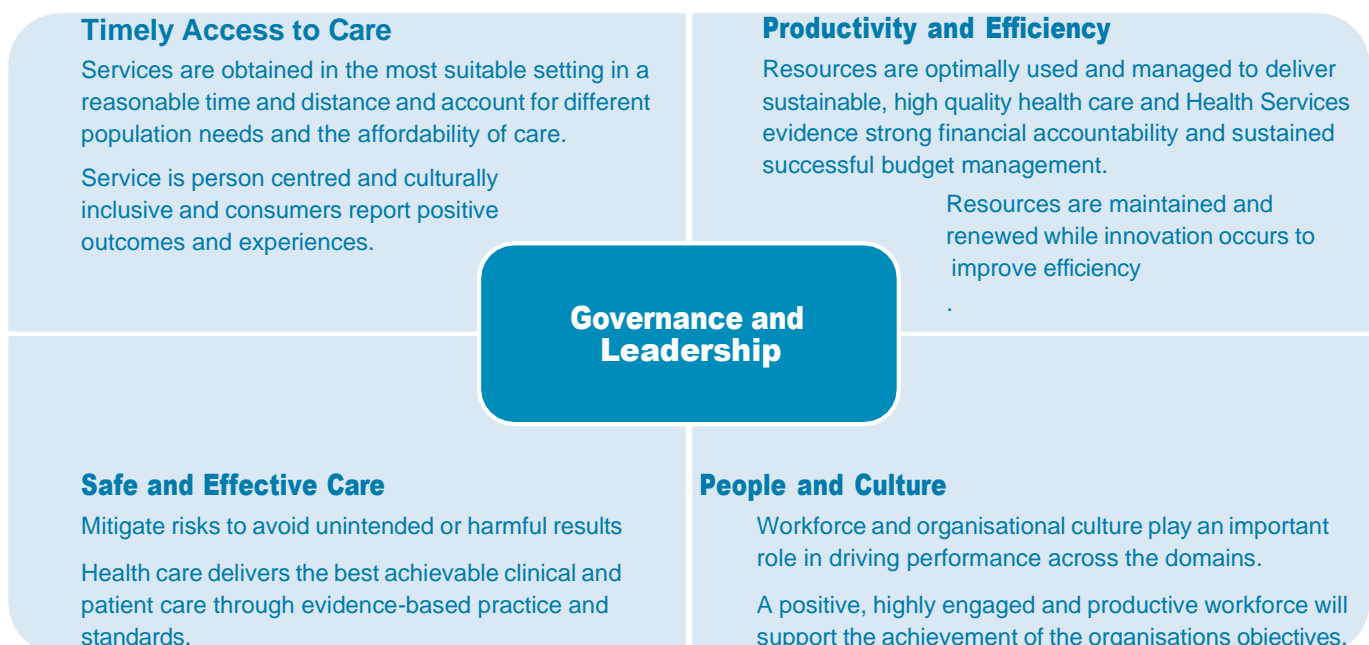 Timely Access to Care
Services are obtained in the most suitable setting in a
reasonable time and distance and account for different
population needs and the affordability of care.
Service is person centred and culturally
inclusive and consumers report positive
outcomes and experiences.
Productivity and Efficiency
Resources are optimally used and managed to deliver
sustainable, high quality health care and Health Services
evidence strong financial accountability and sustained
successful budget management.
Resources are maintained and
renewed while innovation occurs to
improve efficiency
.
Governance and
Leadership
Safe and Effective Care
Mitigate risks to avoid unintended or harmful results
Health care delivers the best achievable clinical and
patient care through evidence-based practice and
standards.
People and Culture
Workforce and organisational culture play an important
role in driving performance across the domains.
A positive, highly engaged and productive workforce will
support the achievement of the organisations objectives.